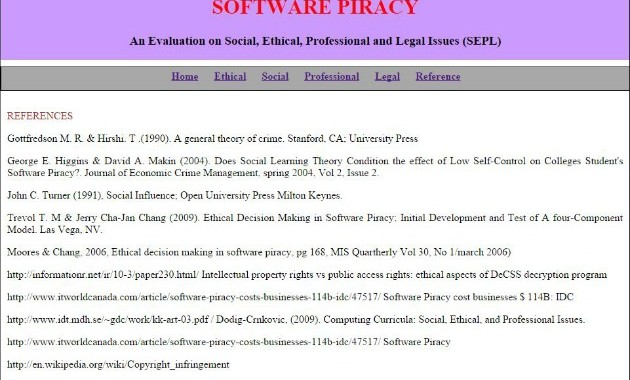 SOFTWARE PIRACY
An Evaluation on Social, Ethical, Professional and Legal Issues (SEPL)
Home Ethical Social Professional Legal Reference
REFERENCES
Gottfredson M. R. & Hirshi, T .(1990). A general theory of crime. Stanford, CA; University Press
George E. Higgins & David A. Makin (2004). Does Social Learning Theory Condition the effect of Low Self-Control on Colleges Student's
Software Piracy?. Journal of Economic Crime Management, spring 2004, Vol 2, Issue 2.
John C. Turner (1991), Social Influence; Open University Press Milton Keynes.
Trevol T. M & Jerry Cha-Jan Chang (2009). Ethical Decision Making in Software Piracy; Initial Development and Test of A four-Component
Model. Las Vega, NV.
Moores & Chang, 2006, Ethical decision making in software piracy, pg 168, MIS Quartherly Vol 30, No 1/march 2006)
http://informationr.net/ir/10-3/paper230.html/ Intellectual property rights vs public access rights: ethical aspects of DeCSS decryption program
http://www.itworldcanada.com/article/software-piracy-costs-businesses-114b-idc/47517/ Software Piracy cost businesses $ 114B: IDC
http://www.idt.mdh.se/~gdc/work/kk-art-03.pdf / Dodig-Crnkovic, (2009). Computing Curricula: Social, Ethical, and Professional Issues.
http://www.itworldcanada.com/article/software-piracy-costs-businesses-114b-idc/47517/ Software Piracy
http://en.wikipedia.org/wiki/Copyright_infringement